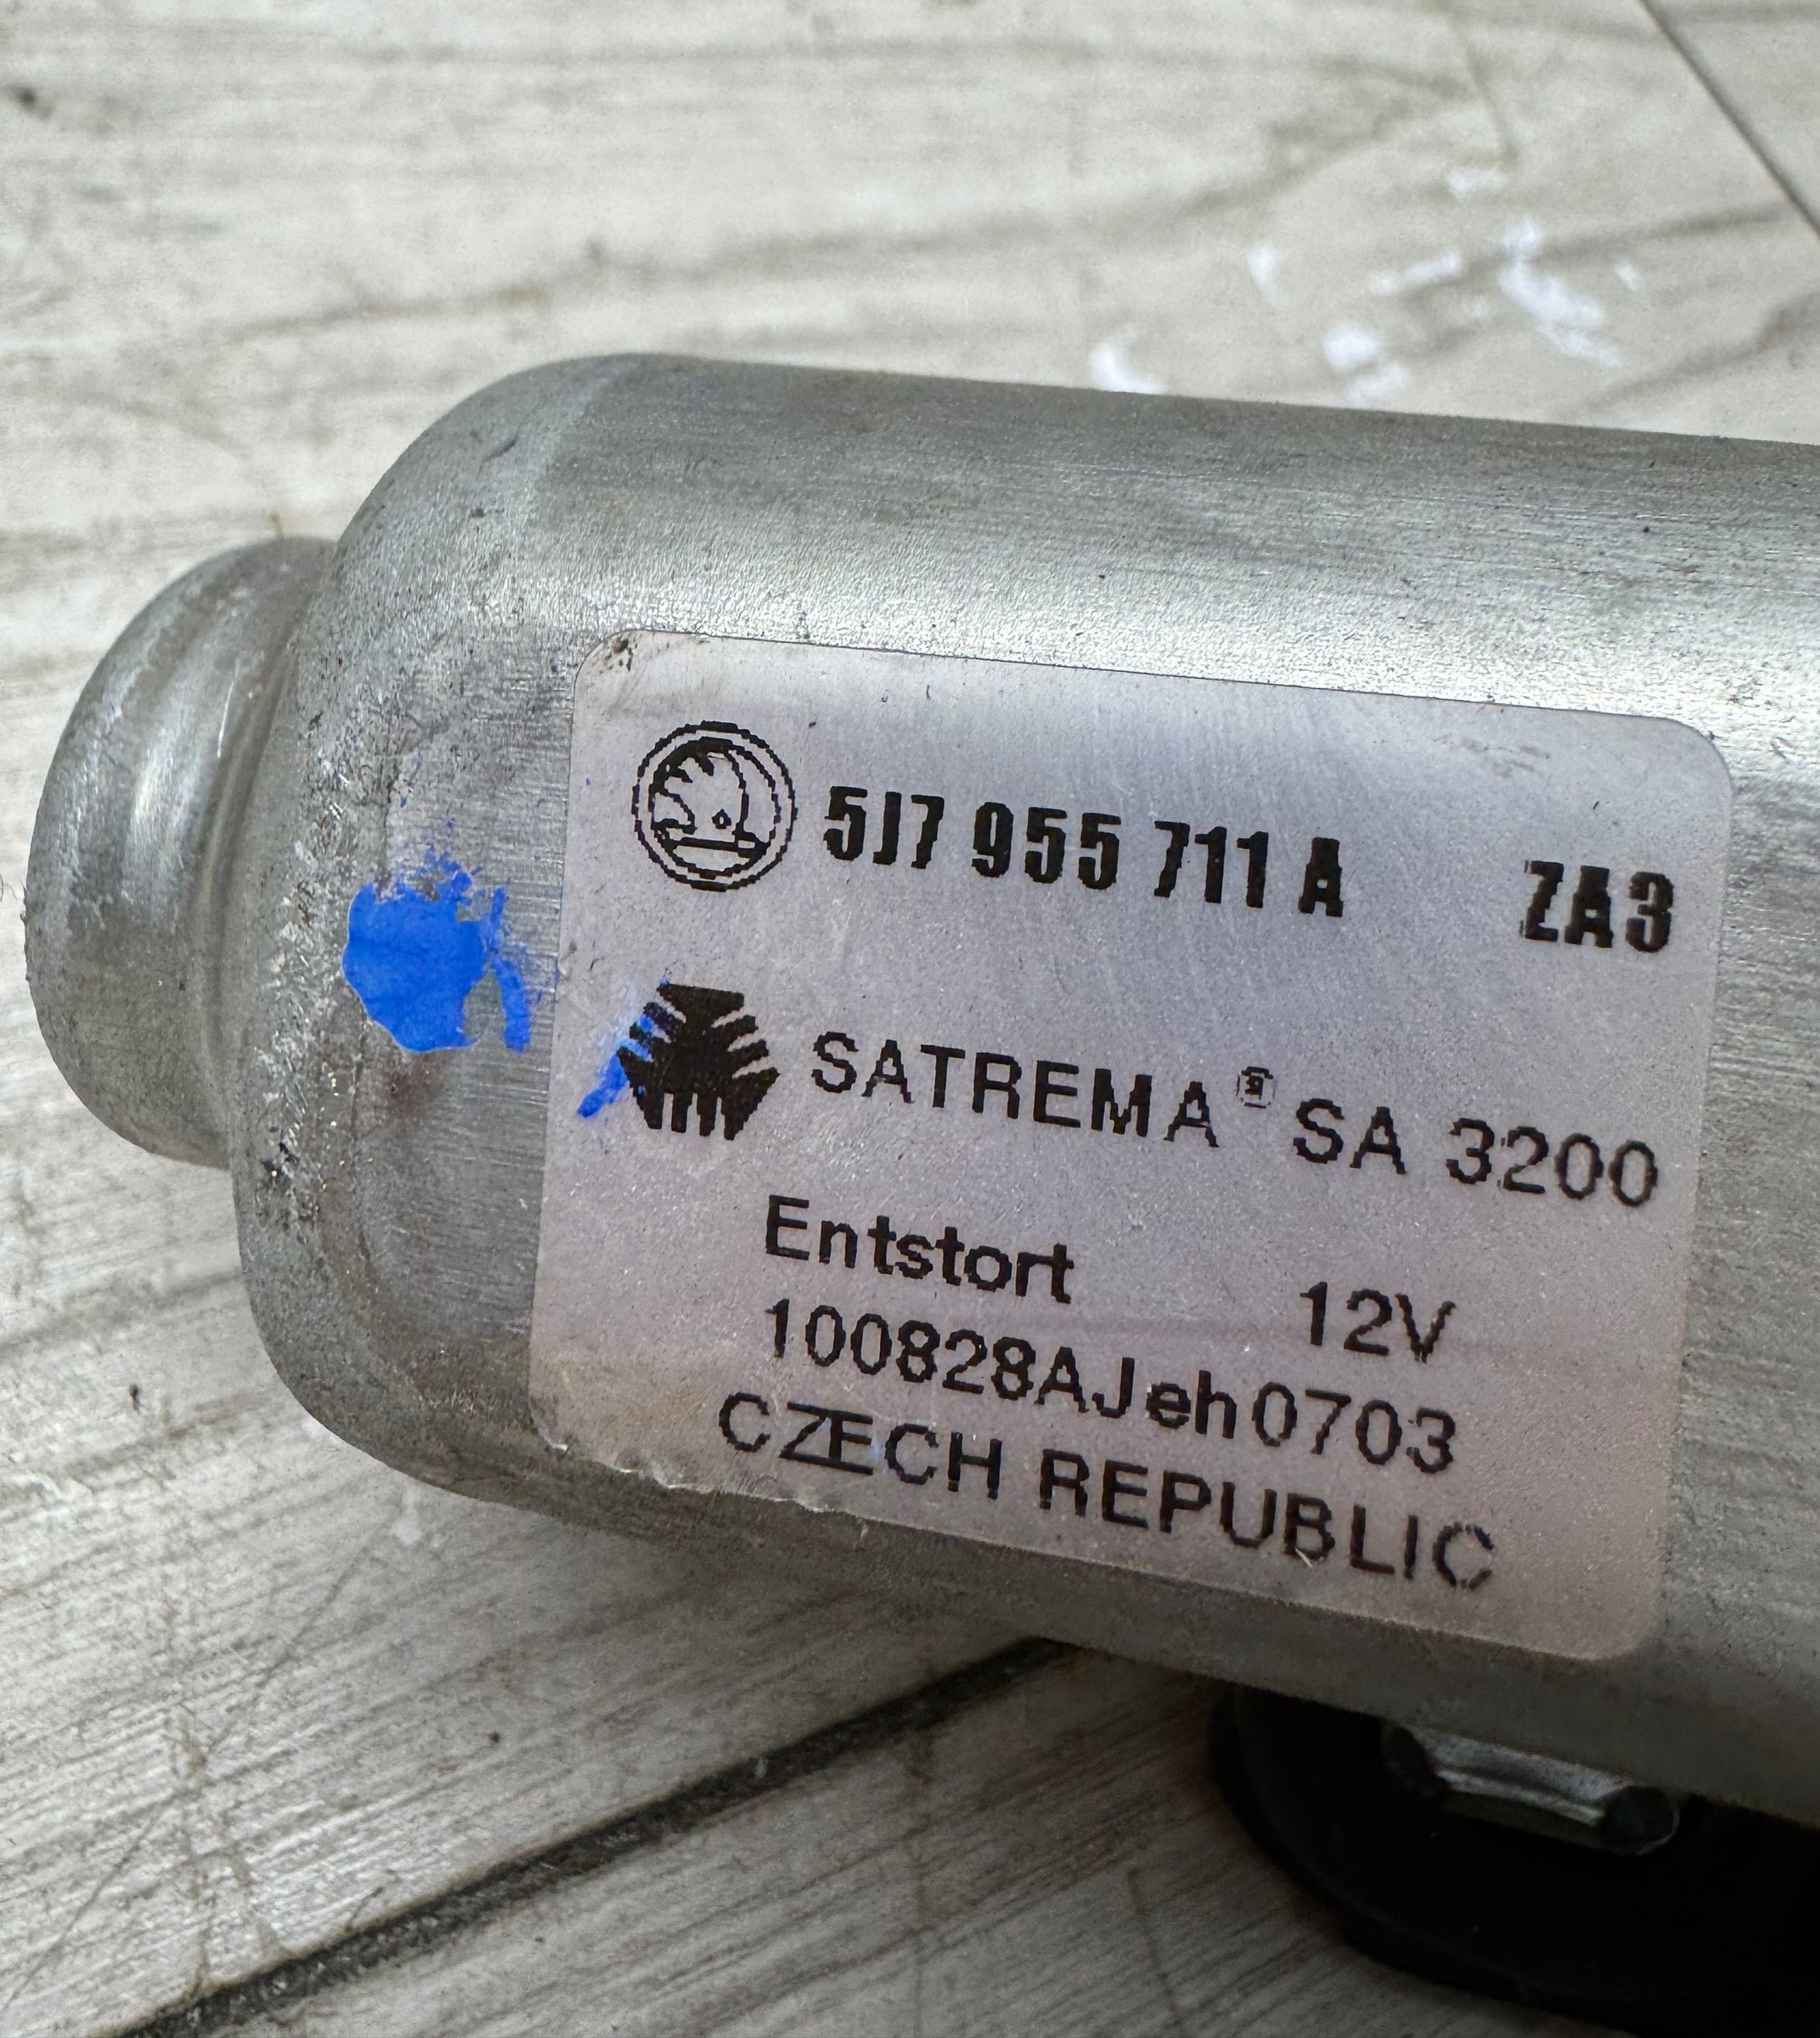 5J7 955 711 A ZA3
SATREMA® SA 3200
Entstort 12V
100828AJeh0703
CZECH REPUBLIC